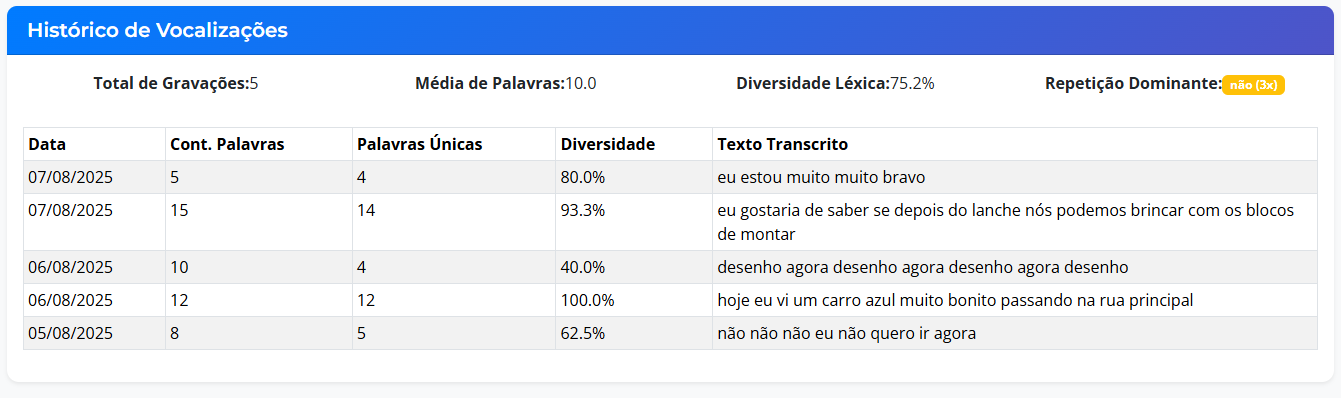 Histórico de Vocalizações
Total de Gravações:5 Média de Palavras:10.0 Diversidade Léxica:75.2% Repetição Dominante:não (3x)
Data Cont. Palavras Palavras Únicas Diversidade Texto Transcrito
07/08/2025 5 4 80.0% eu estou muito muito bravo
07/08/2025 15 14 93.3% eu gostaria de saber se depois do lanche nós podemos brincar com os blocos
de montar
06/08/2025 10 4 40.0% desenho agora desenho agora desenho agora desenho
06/08/2025 12 12 100.0% hoje eu vi um carro azul muito bonito passando na rua principal
05/08/2025 8 5 62.5% não não não eu não quero ir agora